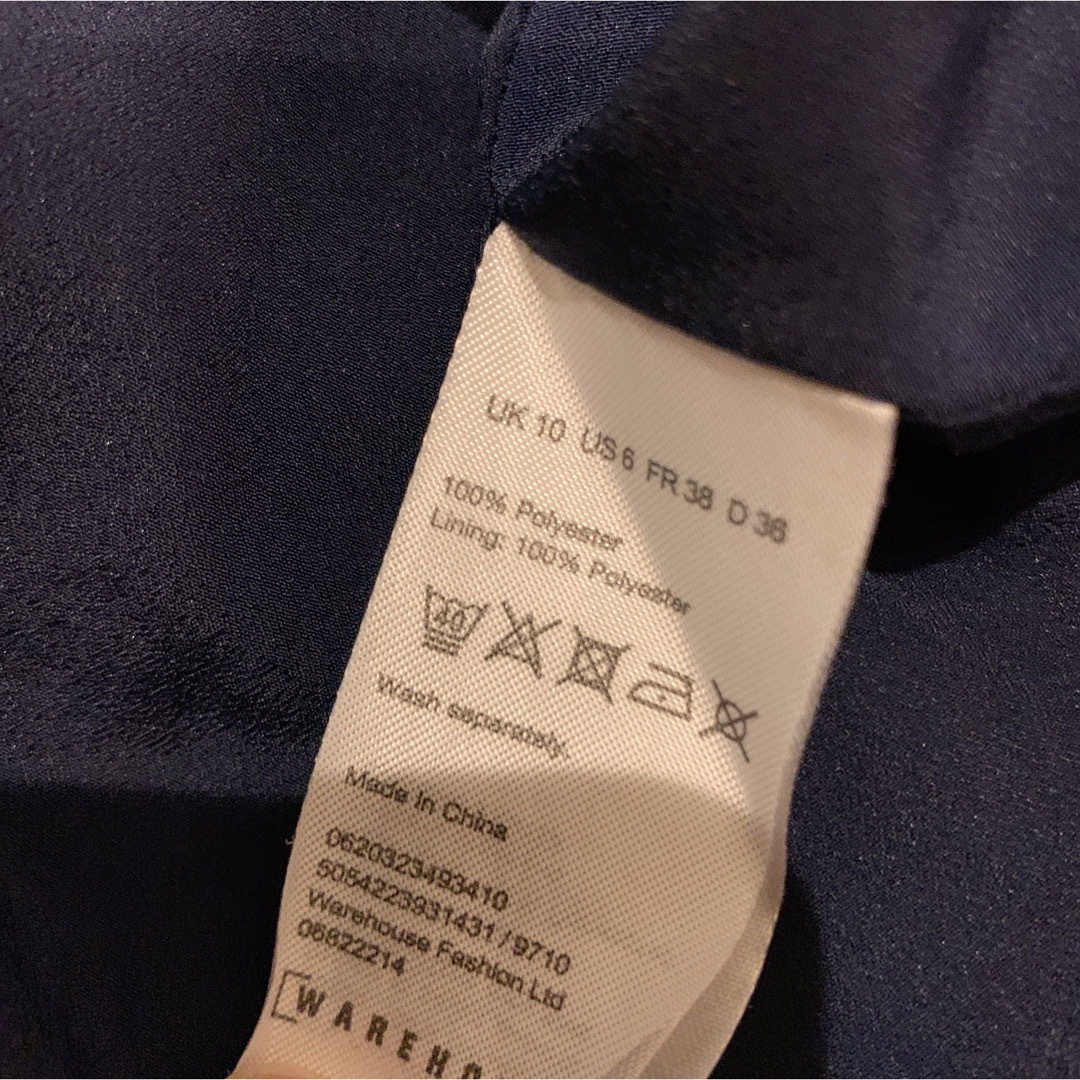 UK 10 US 6 FR 38 D 36
100% Polyester
Lining: 100% Polyester
40
Wash separately.
Made in China
0620323493410
5054223931431 / 9710
Warehouse Fashion Ltd
06822214
WAREHO